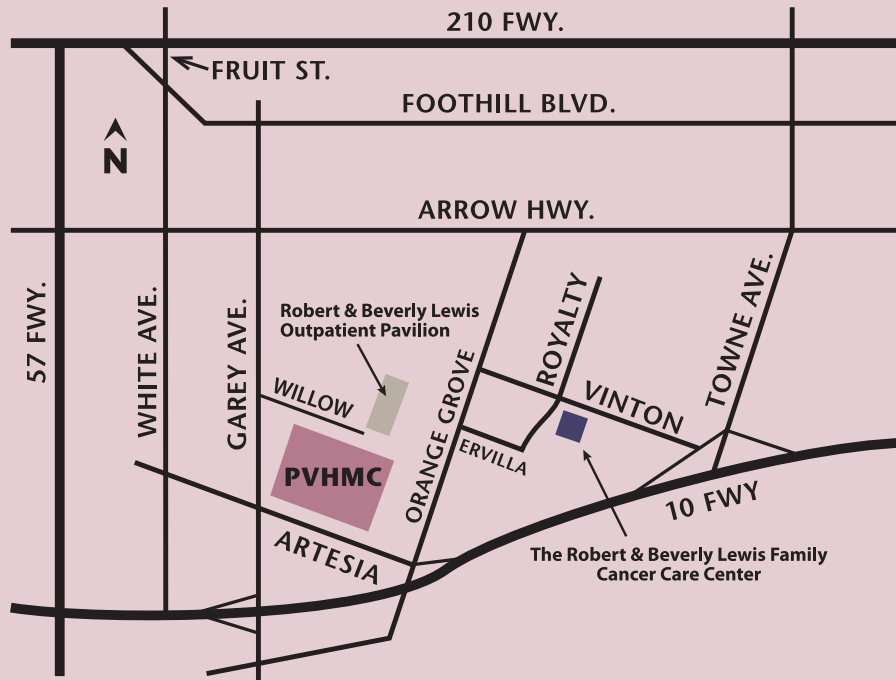 210 FWY.
FRUIT ST.
FOOTHILL BLVD.
N
ARROW HWY.
57 FWY.
WHITE AVE.
GAREY AVE.
Robert & Beverly Lewis
Outpatient Pavilion
WILLOW
ORANGE GROVE
ROYALTY
VINTON
TOWNE AVE.
ERVILLA
PVHMC
ARTESIA
10 FWY
The Robert & Beverly Lewis Family
Cancer Care Center